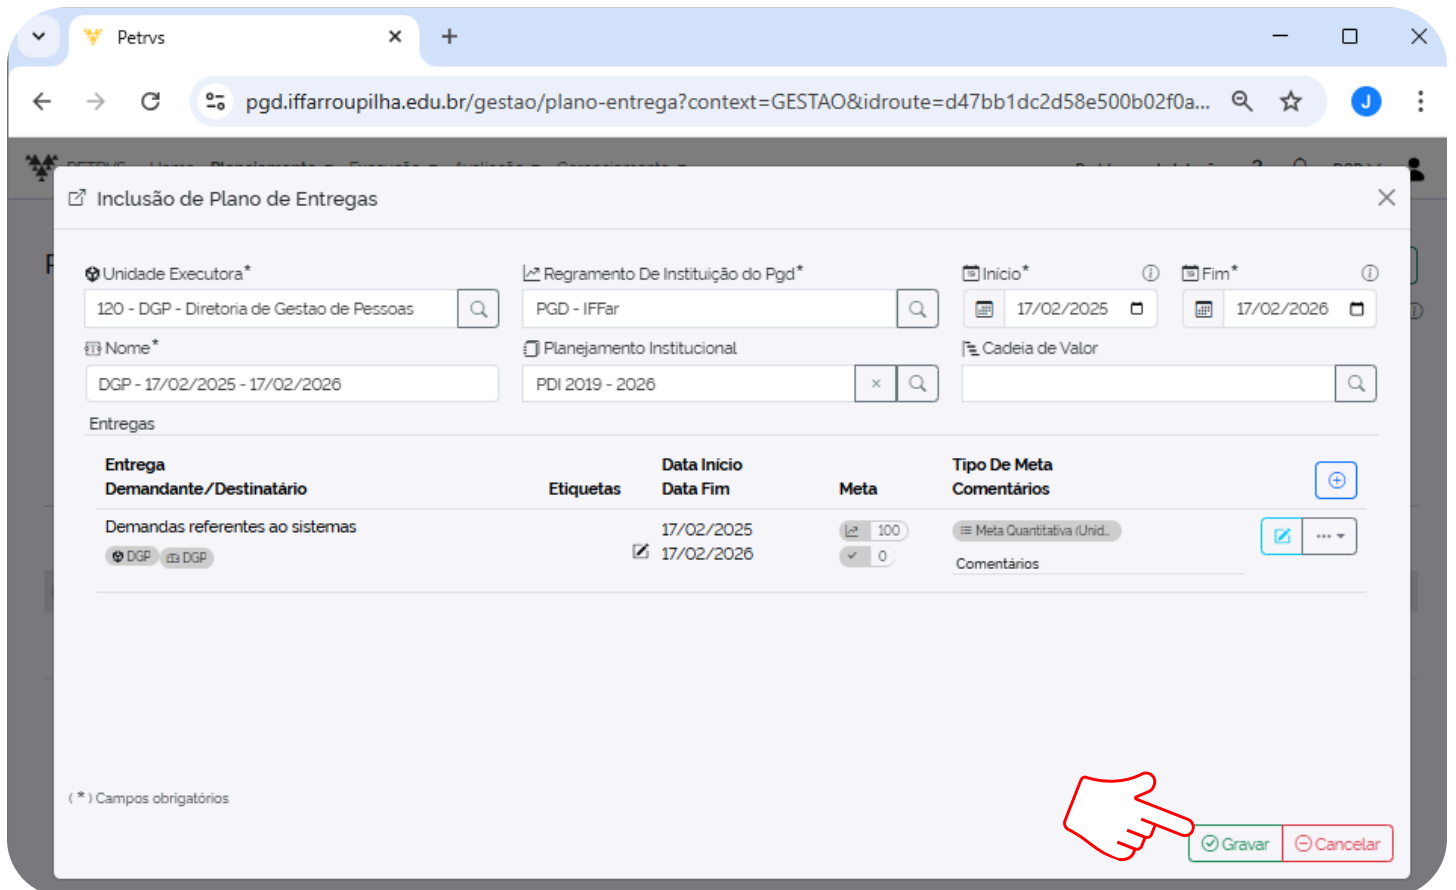 Petrvs
pgd.iffarroupilha.edu.br/gestao/plano-entrega?context=GESTAO&idroute=d47bb1dc2d58e500b02f0a...
J
Inclusão de Plano de Entregas
Unidade Executora*
Regramento De Instituição do Pgd*
Início*
Fim*
120 - DGP - Diretoria de Gestao de Pessoas
PGD - IFFar
17/02/2025
17/02/2026
Nome*
Planejamento Institucional
Cadeia de Valor
DGP - 17/02/2025 - 17/02/2026
PDI 2019 - 2026
Entregas
Entrega
Demandante/Destinatário
Etiquetas
Data Início
Data Fim
Meta
Tipo De Meta
Comentários
Demandas referentes ao sistemas
DGP
DGP
17/02/2025
17/02/2026
100
0
Meta Quantitativa (Unid...
Comentários
( * ) Campos obrigatórios
Gravar
Cancelar